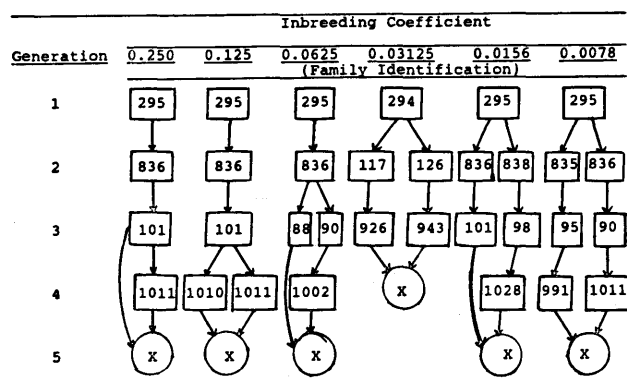 Inbreeding Coefficient
Generation 0.250 0.125 0.0625 0.03125 0.0156 0.0078
(Family Identification)
1 295 295 295 294 295 295
2 836 836 836 117 126 836 838 835 836
3 101 101 88 90 926 943 101 98 95 90
4 1011 1010 1011 1002 X 1028 991 1011
5 X X X X X